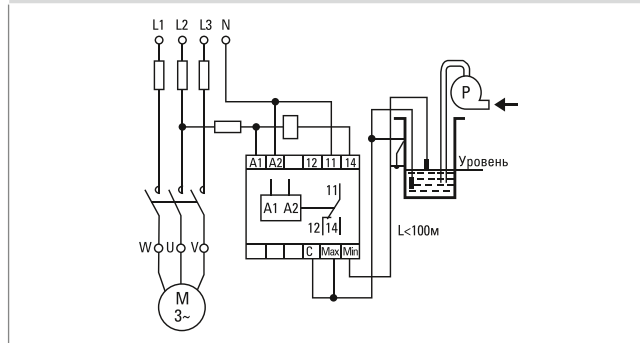 L1 L2 L3 N
P
A1 A2 12 11 14
Уровень
11
A1 A2
12 14
L<100м
W U V
C Max Min
M
3~